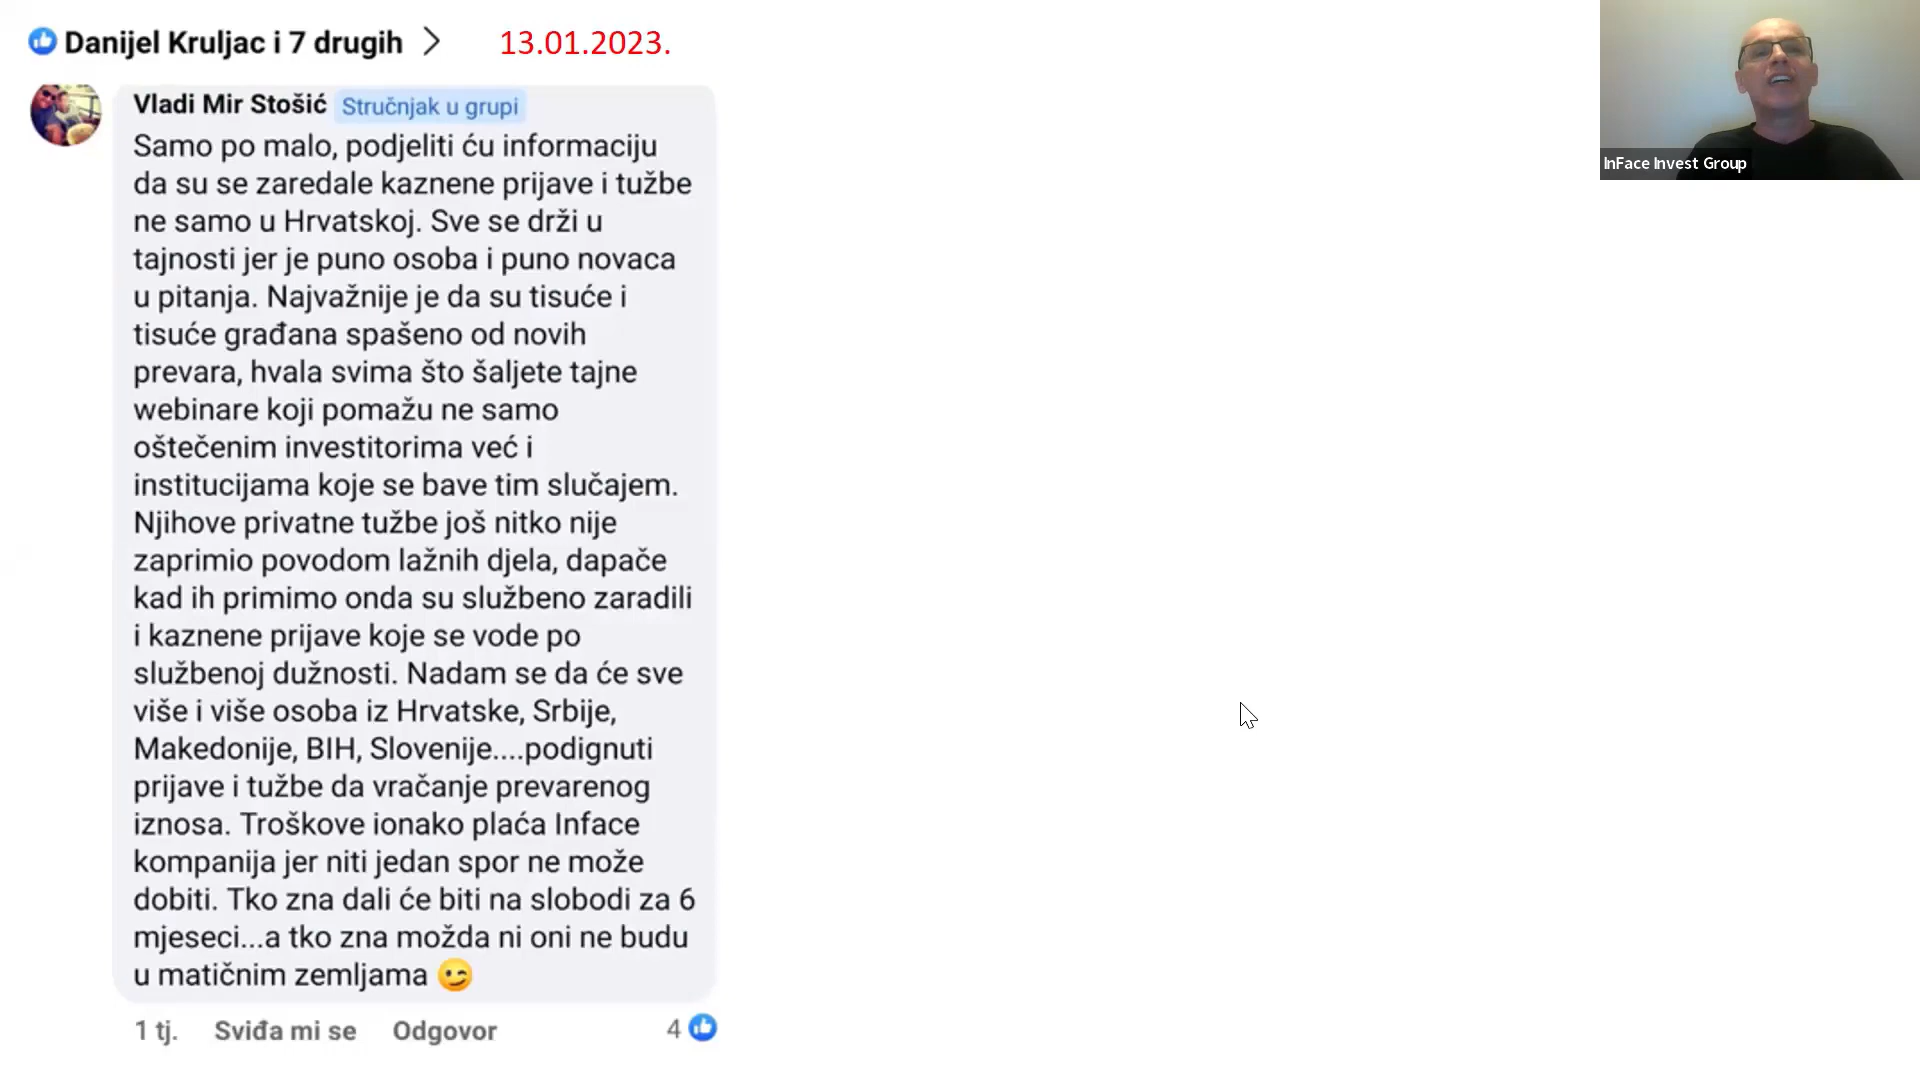 Danijel Kruljac i 7 drugih
13.01.2023.
Vladi Mir Stošić Stručnjak u grupi
Samo po malo, podjeliti ću informaciju
da su se zaredale kaznene prijave i tužbe
ne samo u Hrvatskoj. Sve se drži u
tajnosti jer je puno osoba i puno novaca
u pitanja. Najvažnije je da su tisuće i
tisuće građana spašeno od novih
prevara, hvala svima što šaljete tajne
webinare koji pomažu ne samo
oštečenim investitorima već i
institucijama koje se bave tim slučajem.
Njihove privatne tužbe još nitko nije
zaprimio povodom lažnih djela, dapače
kad ih primimo onda su službeno zaradili
i kaznene prijave koje se vode po
službenoj dužnosti. Nadam se da će sve
više i više osoba iz Hrvatske, Srbije,
Makedonije, BIH, Slovenije....podignuti
prijave i tužbe da vračanje prevarenog
iznosa. Troškove ionako plaća Inface
kompanija jer niti jedan spor ne može
dobiti. Tko zna dali će biti na slobodi za 6
mjeseci...a tko zna možda ni oni ne budu
u matičnim zemljama 😉
1 tj. Sviđa mi se Odgovor 4
InFace Invest Group